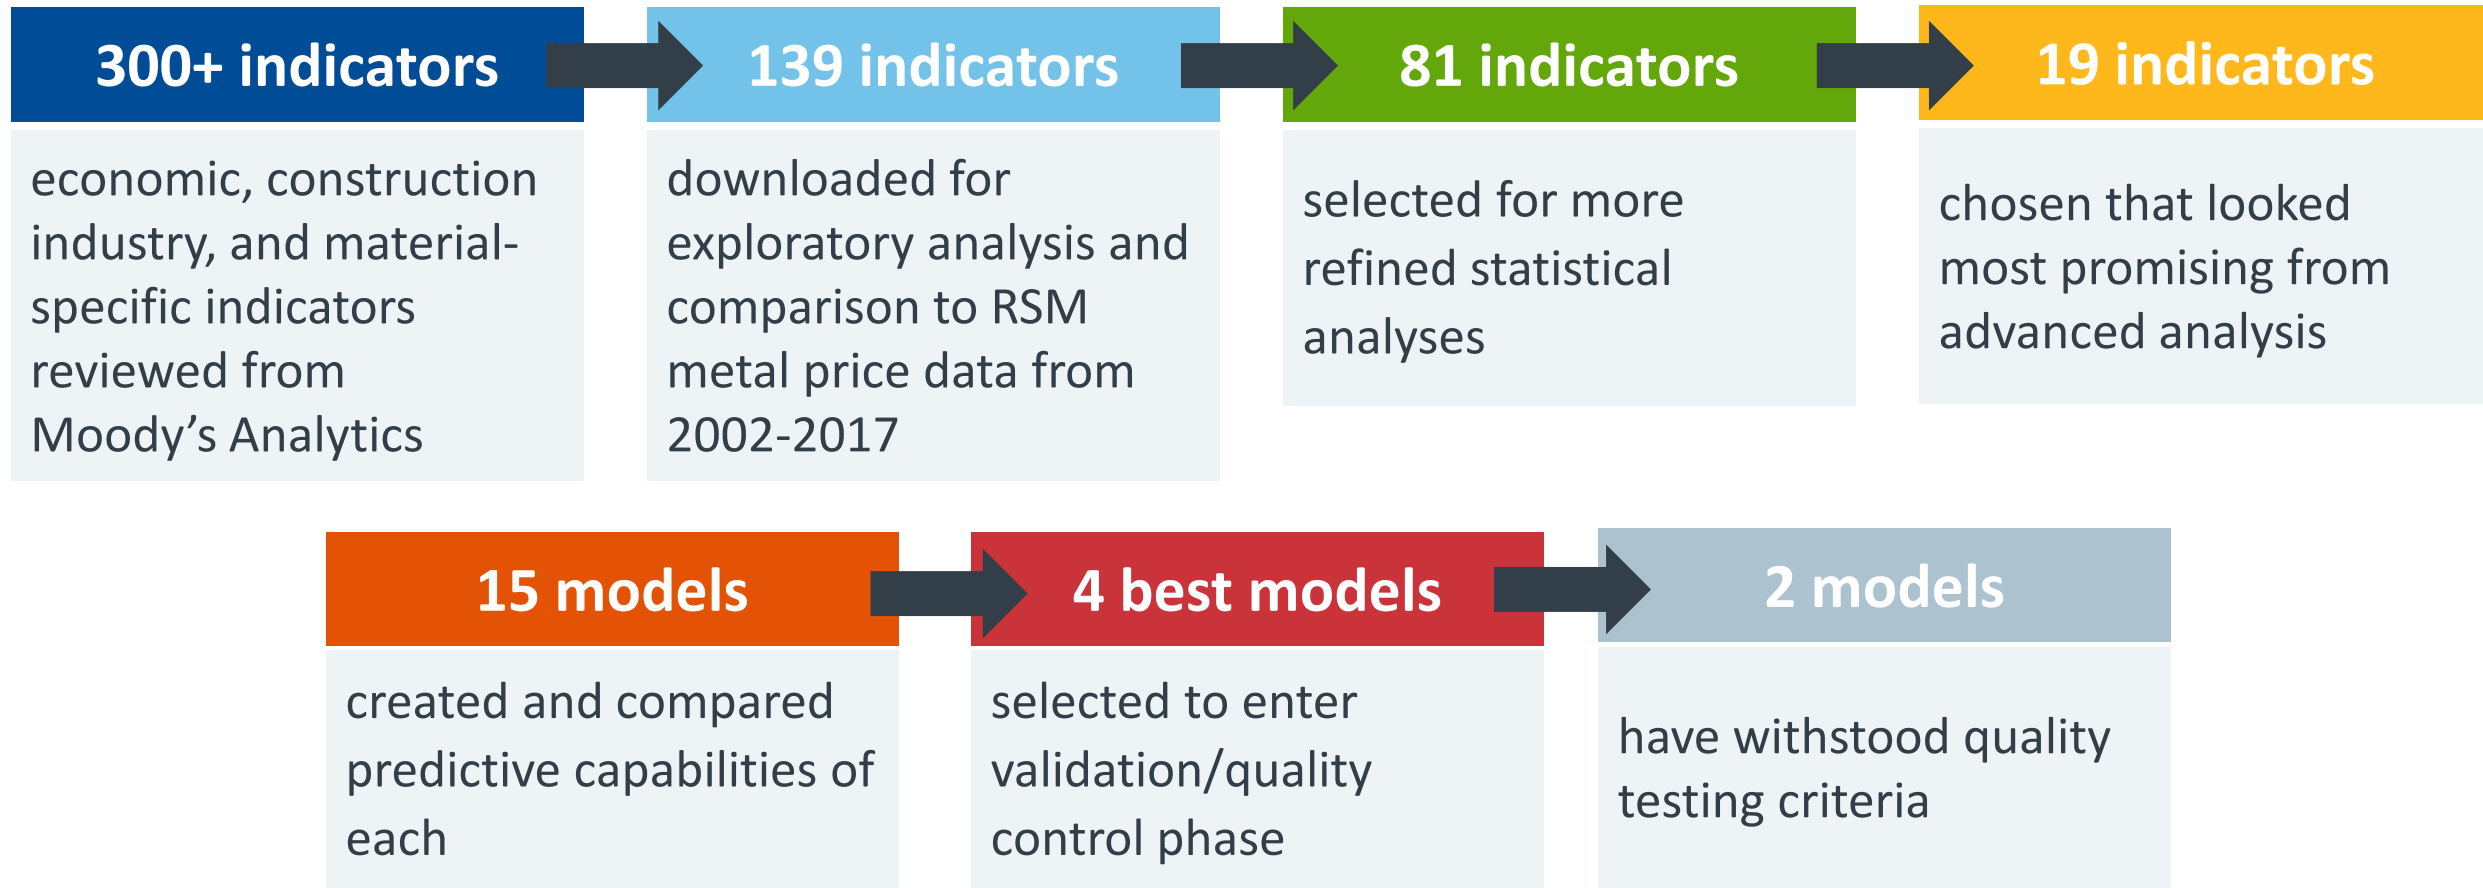 300+ indicators
economic, construction
industry, and material-
specific indicators
reviewed from
Moody’s Analytics
139 indicators
downloaded for
exploratory analysis and
comparison to RSM
metal price data from
2002-2017
81 indicators
selected for more
refined statistical
analyses
19 indicators
chosen that looked
most promising from
advanced analysis
15 models
created and compared
predictive capabilities of
each
4 best models
selected to enter
validation/quality
control phase
2 models
have withstood quality
testing criteria